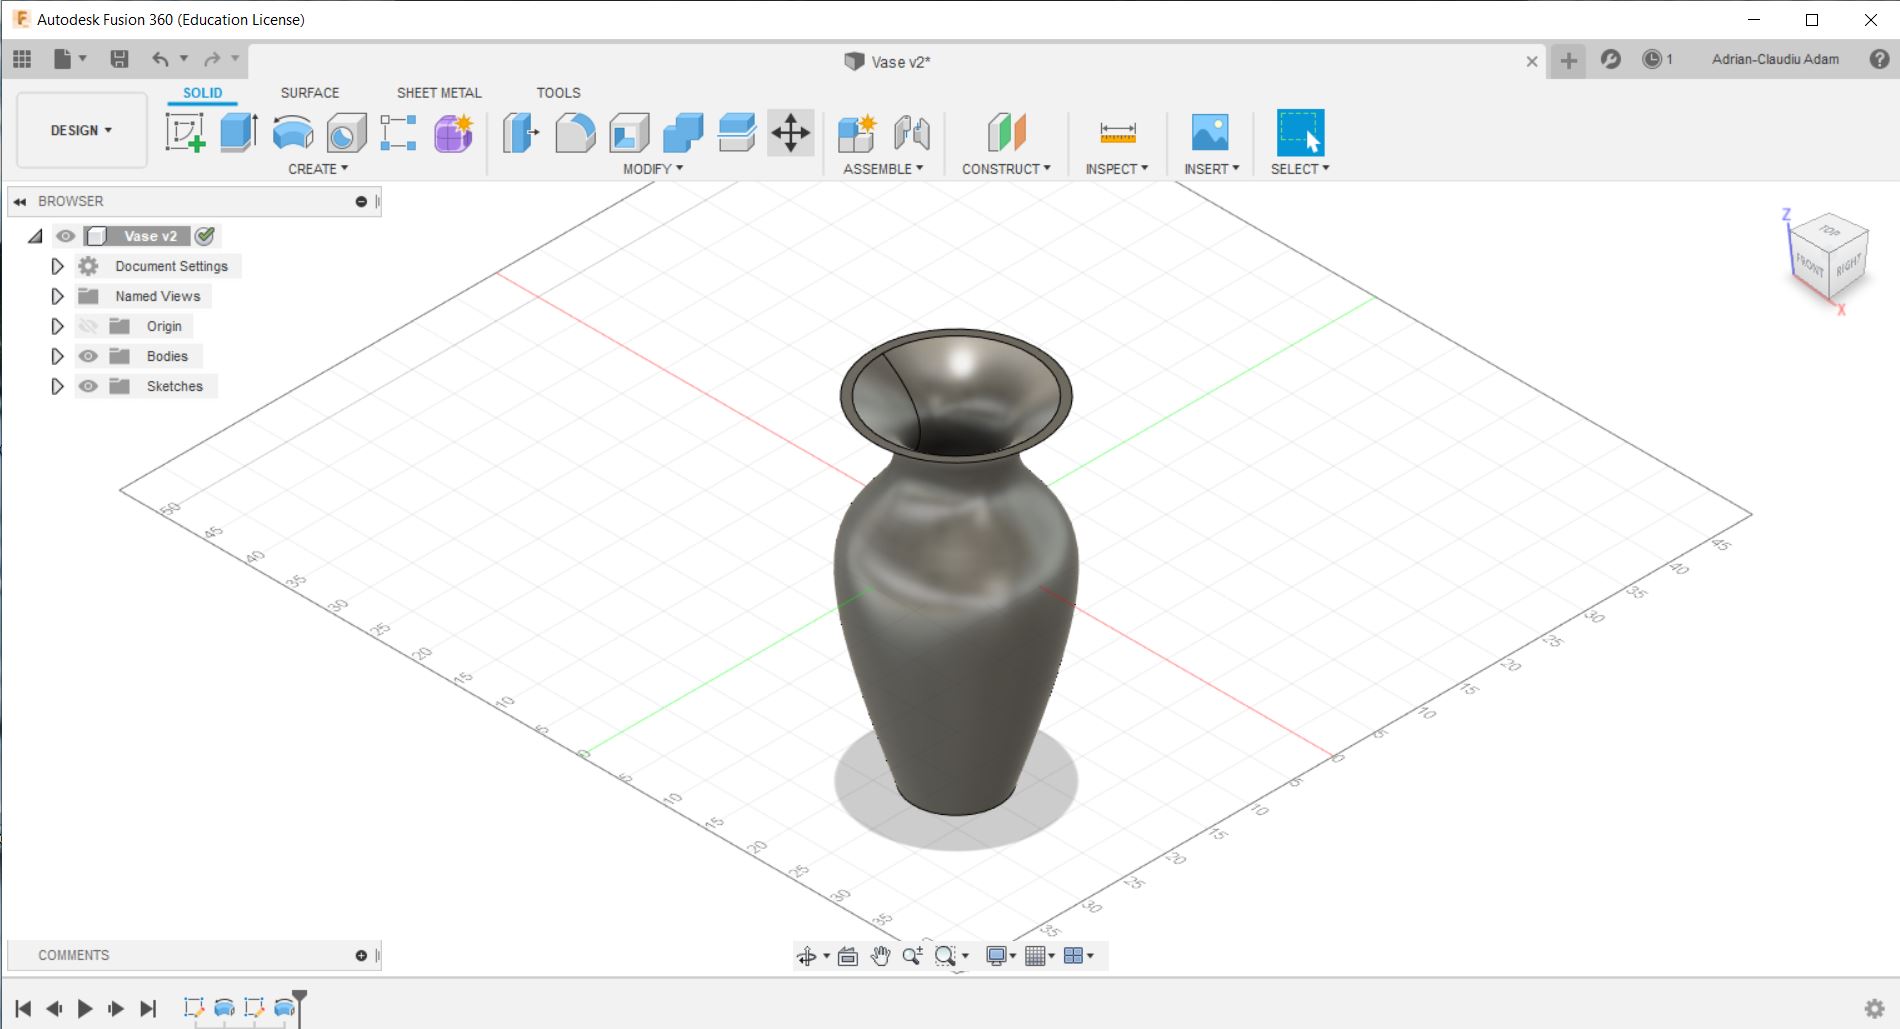 Autodesk Fusion 360 (Education License)
Vase v2*
1
Adrian-Claudiu Adam
SOLID SURFACE SHEET METAL TOOLS
DESIGN
CREATE MODIFY ASSEMBLE CONSTRUCT INSPECT INSERT SELECT
BROWSER
Vase v2
Document Settings
Named Views
Origin
Bodies
Sketches
Z
TOP
FRONT
RIGHT
X
50
45
40
35
30
25
20
15
10
5
0
5
10
15
20
25
30
35
45
40
35
30
25
20
15
10
5
0
5
10
15
20
25
30
35
COMMENTS